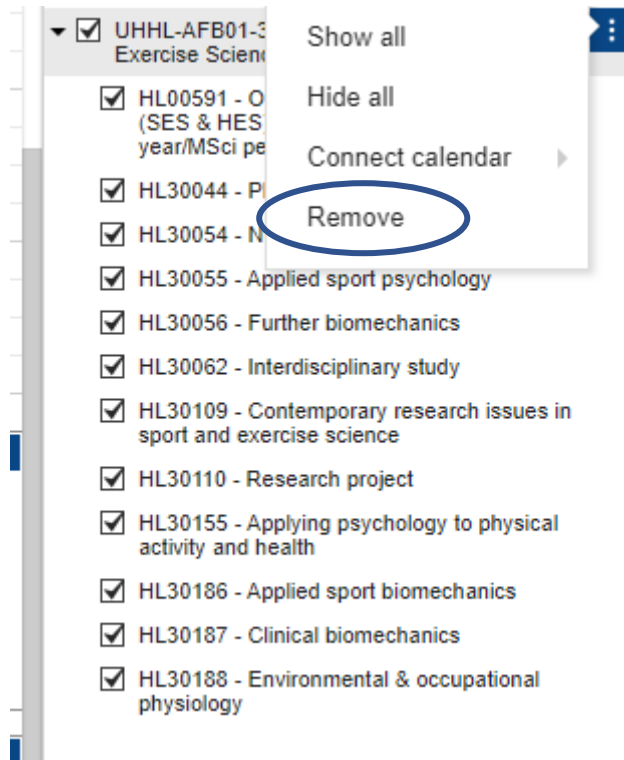 UHHL-AFB01-3
Exercise Scien
HL00591 - O
(SES & HES
year/MSci pe
HL30044 - P
HL30054 - N
HL30055 - Applied sport psychology
HL30056 - Further biomechanics
HL30062 - Interdisciplinary study
HL30109 - Contemporary research issues in
sport and exercise science
HL30110 - Research project
HL30155 - Applying psychology to physical
activity and health
HL30186 - Applied sport biomechanics
HL30187 - Clinical biomechanics
HL30188 - Environmental & occupational
physiology
Show all
Hide all
Connect calendar
Remove